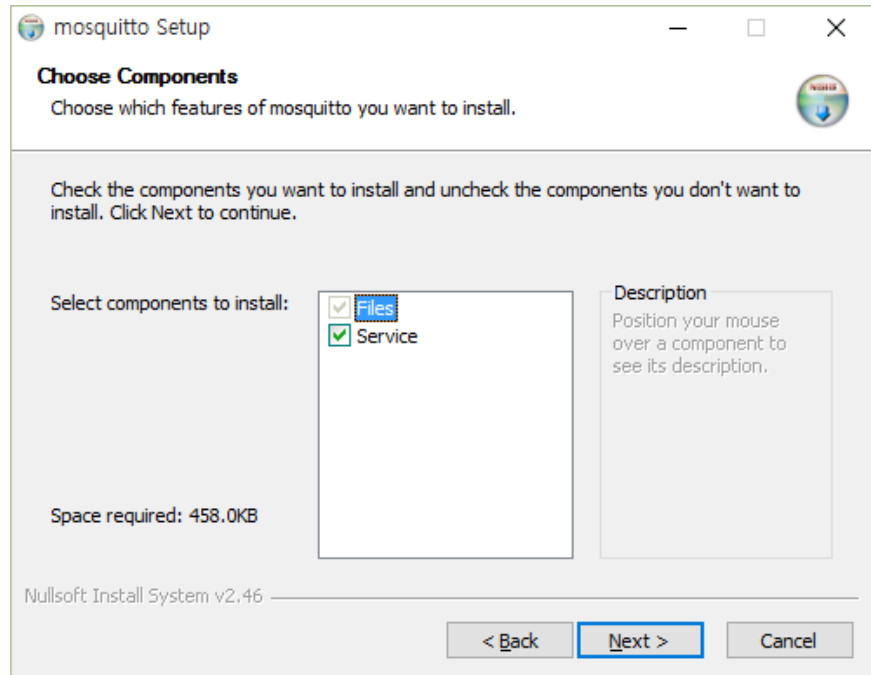 mosquitto Setup
Choose Components
Choose which features of mosquitto you want to install.
Check the components you want to install and uncheck the components you don't want to
install. Click Next to continue.
Select components to install:
Files
Service
Description
Position your mouse
over a component to
see its description.
Space required: 458.0KB
Nullsoft Install System v2.46
< Back
Next >
Cancel